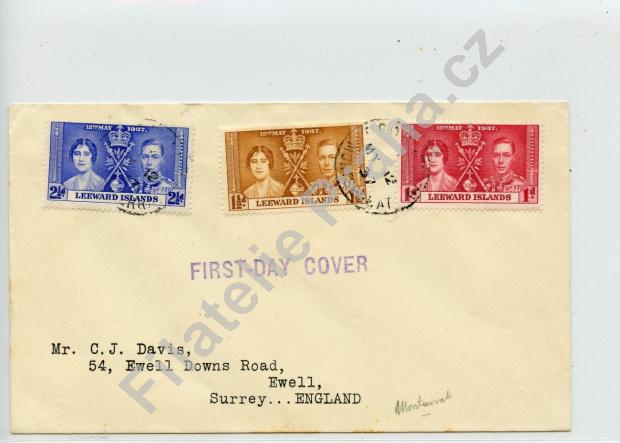 12TH MAY 1937.
2½d 2½d
LEEWARD ISLANDS
12TH MAY 1937.
1½d
LEEWARD ISLANDS
12TH MAY 1937.
1d 1d
LEEWARD ISLANDS
FIRST-DAY COVER
Mr. C.J. Davis,
54, Ewell Downs Road,
Ewell,
Surrey...ENGLAND
Montserrat
Filatelie Praha.cz